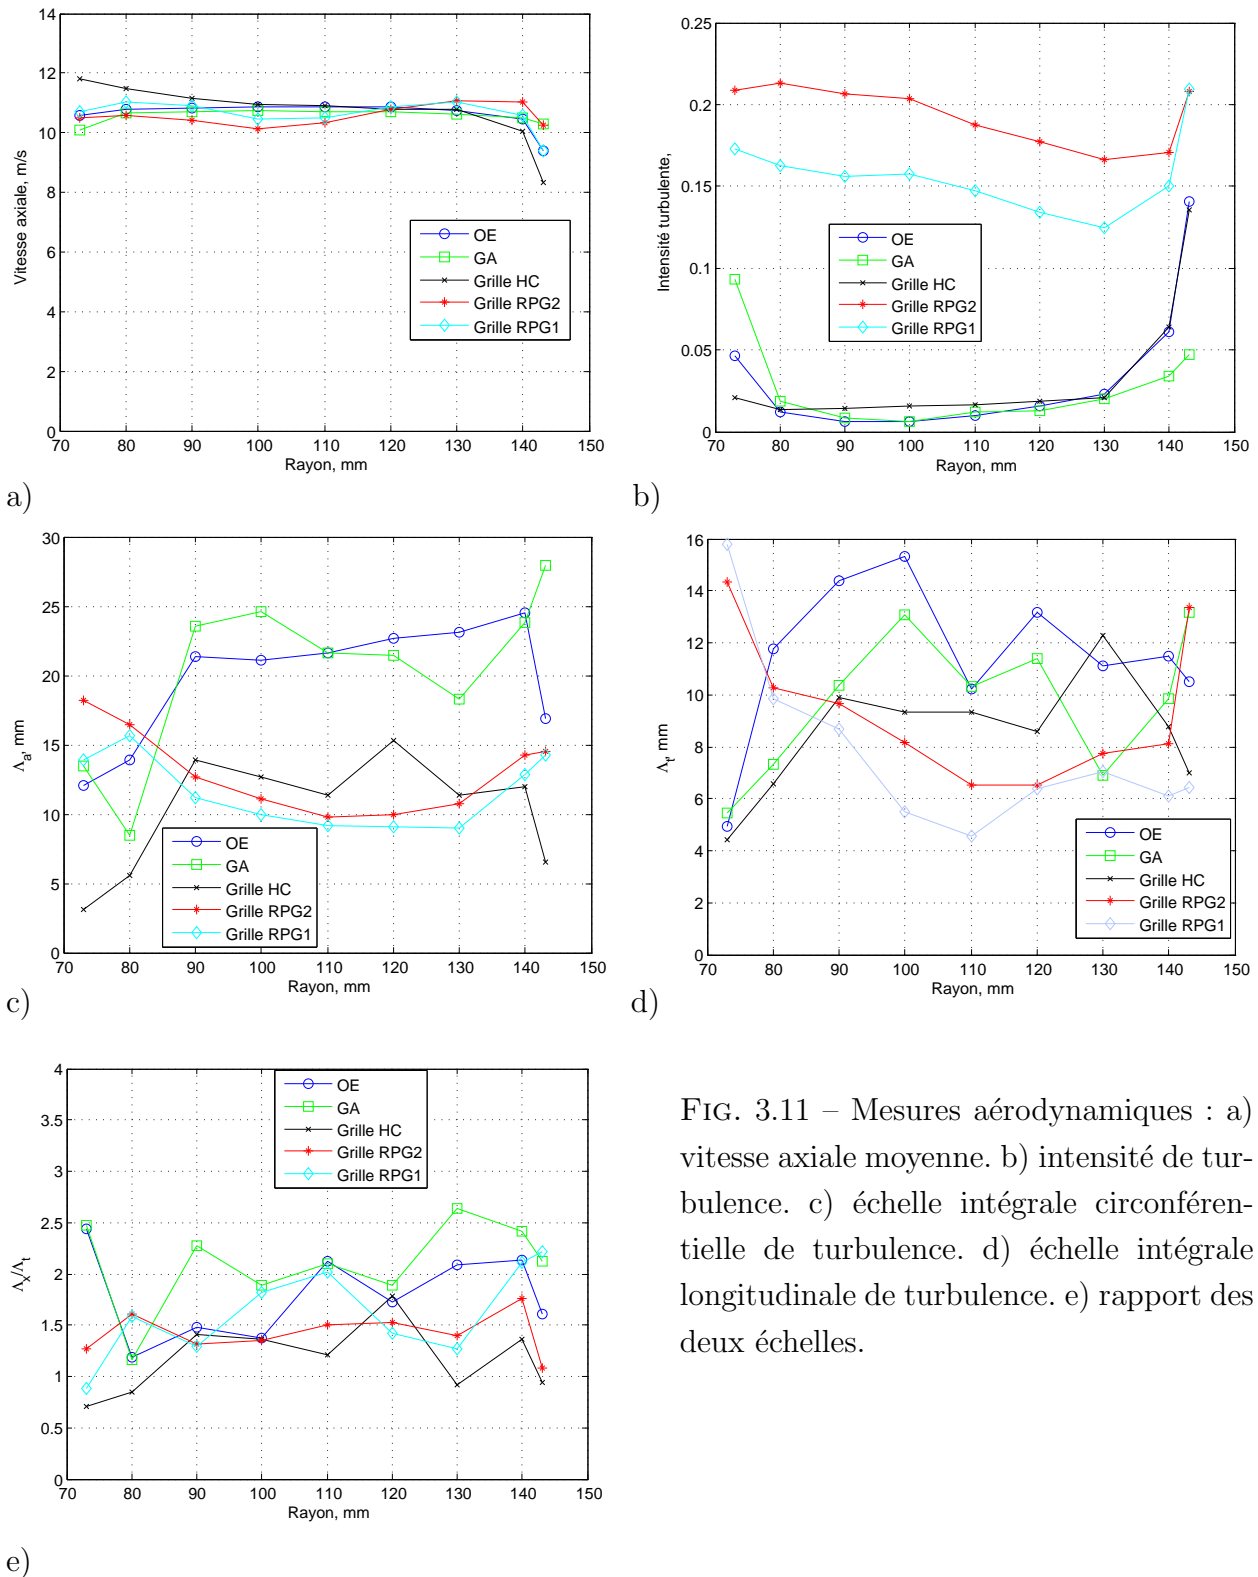 14
12
10
8
6
4
2
0
Vitesse axiale, m/s
OE
GA
Grille HC
Grille RPG2
Grille RPG1
70 80 90 100 110 120 130 140 150
Rayon, mm
a)
0.25
0.2
0.15
0.1
0.05
0
Intensité turbulente,
OE
GA
Grille HC
Grille RPG2
Grille RPG1
70 80 90 100 110 120 130 140 150
Rayon, mm
b)
30
25
20
15
10
5
0
Λa, mm
OE
GA
Grille HC
Grille RPG2
Grille RPG1
70 80 90 100 110 120 130 140 150
Rayon, mm
c)
16
14
12
10
8
6
4
2
0
Λt, mm
OE
GA
Grille HC
Grille RPG2
Grille RPG1
70 80 90 100 110 120 130 140 150
Rayon, mm
d)
4
3.5
3
2.5
2
1.5
1
0.5
0
Λx/Λt
OE
GA
Grille HC
Grille RPG2
Grille RPG1
70 80 90 100 110 120 130 140 150
Rayon, mm
e)
FIG. 3.11 – Mesures aérodynamiques : a)
vitesse axiale moyenne. b) intensité de tur-
bulence. c) échelle intégrale circonféren-
tielle de turbulence. d) échelle intégrale
longitudinale de turbulence. e) rapport des
deux échelles.